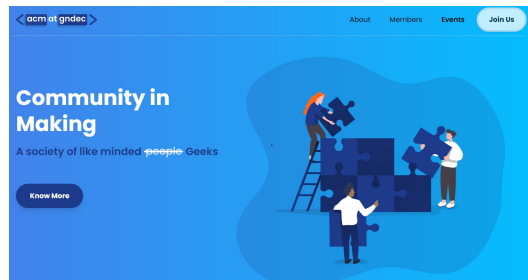 <acm at gndec>
About
Members
Events
Join Us
Community in
Making
A society of like minded people Geeks
Know More